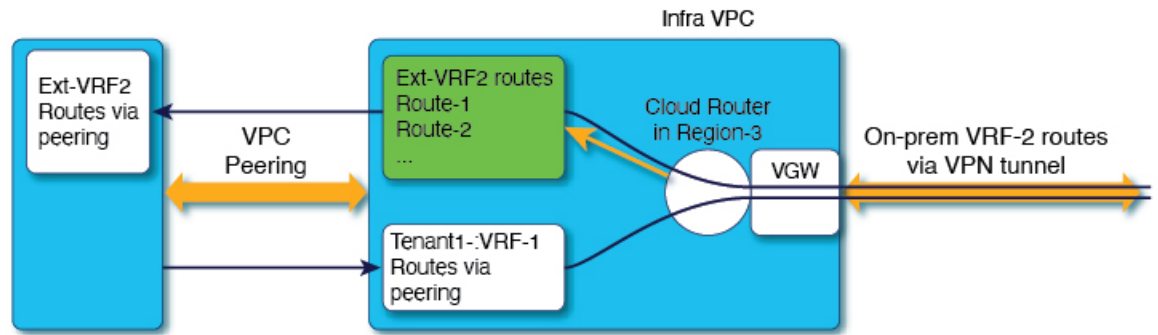 Infra VPC
Ext-VRF2
Routes via
peering
VPC
Peering
Ext-VRF2 routes
Route-1
Route-2
...
Cloud Router
in Region-3
VGW
On-prem VRF-2 routes
via VPN tunnel
Tenant1-:VRF-1
Routes via
peering